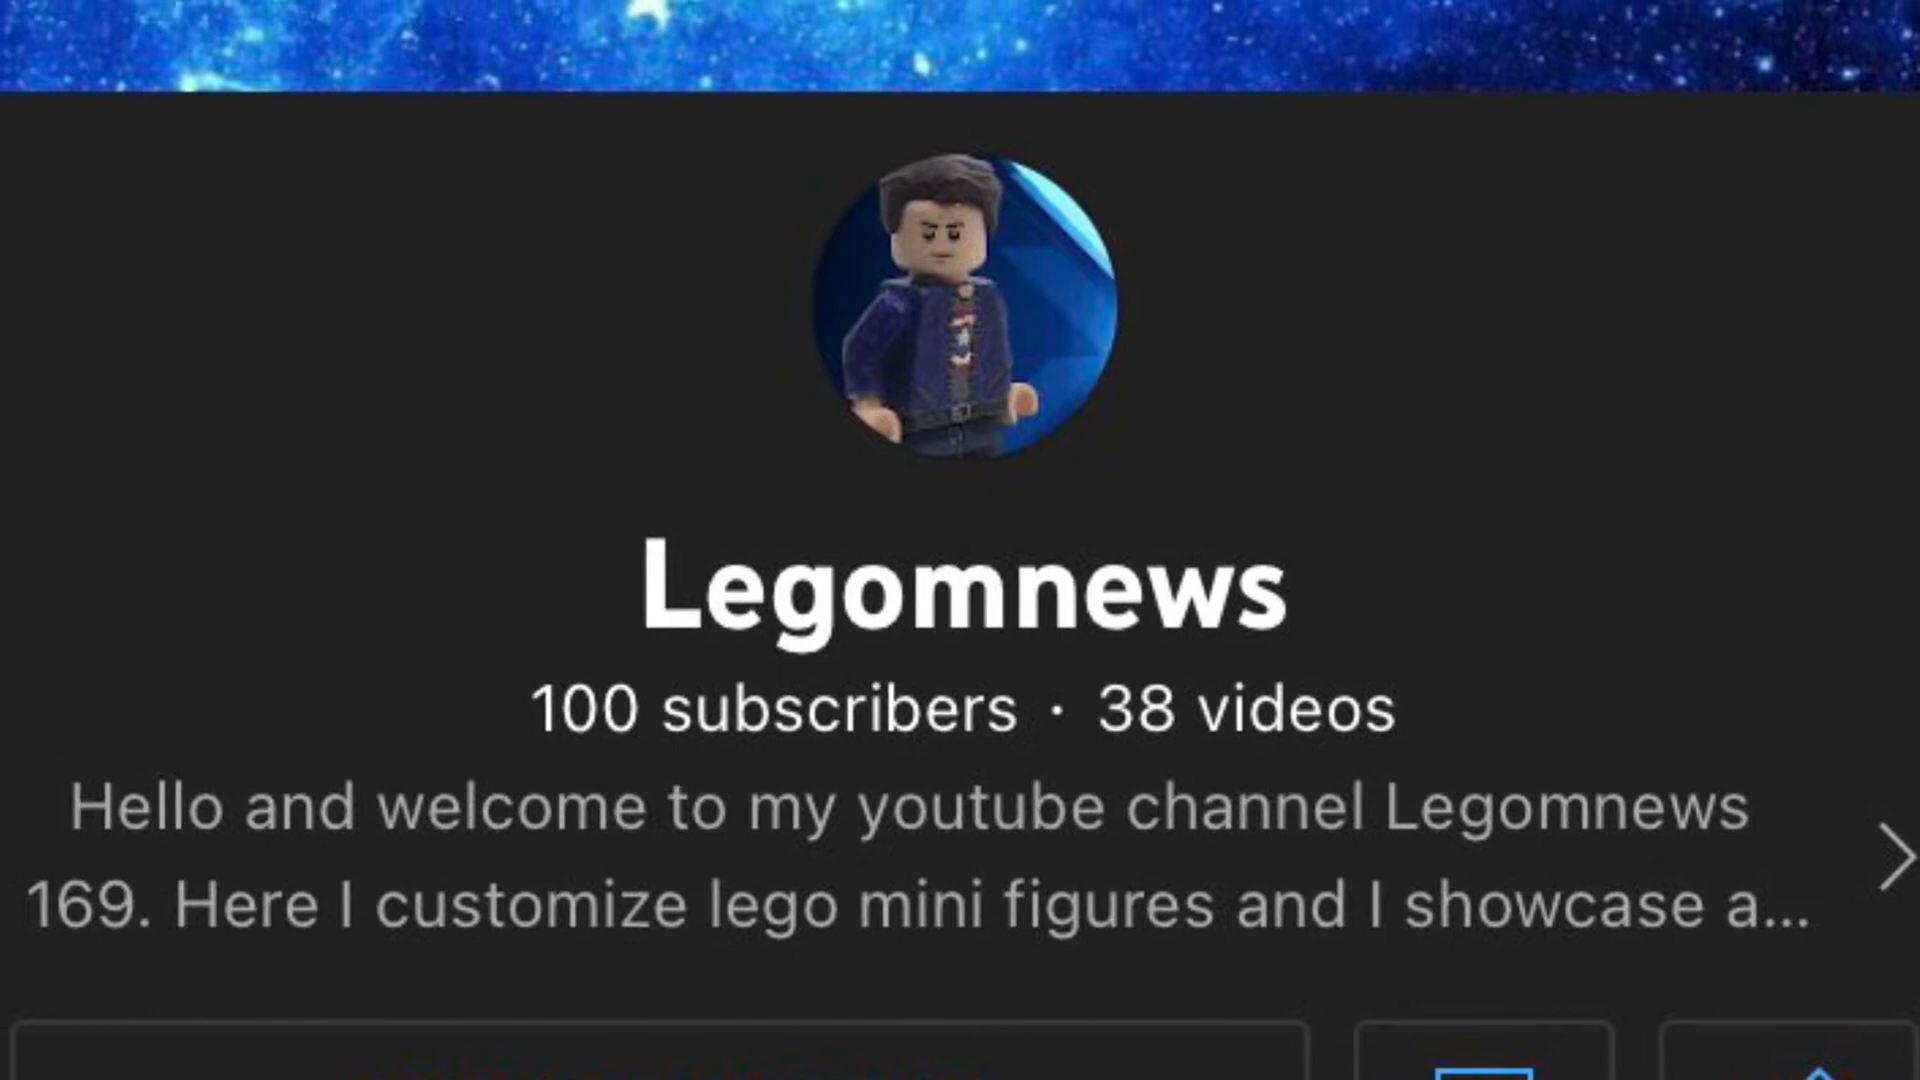 Legomnews
100 subscribers · 38 videos
Hello and welcome to my youtube channel Legomnews
169. Here I customize lego mini figures and I showcase a...